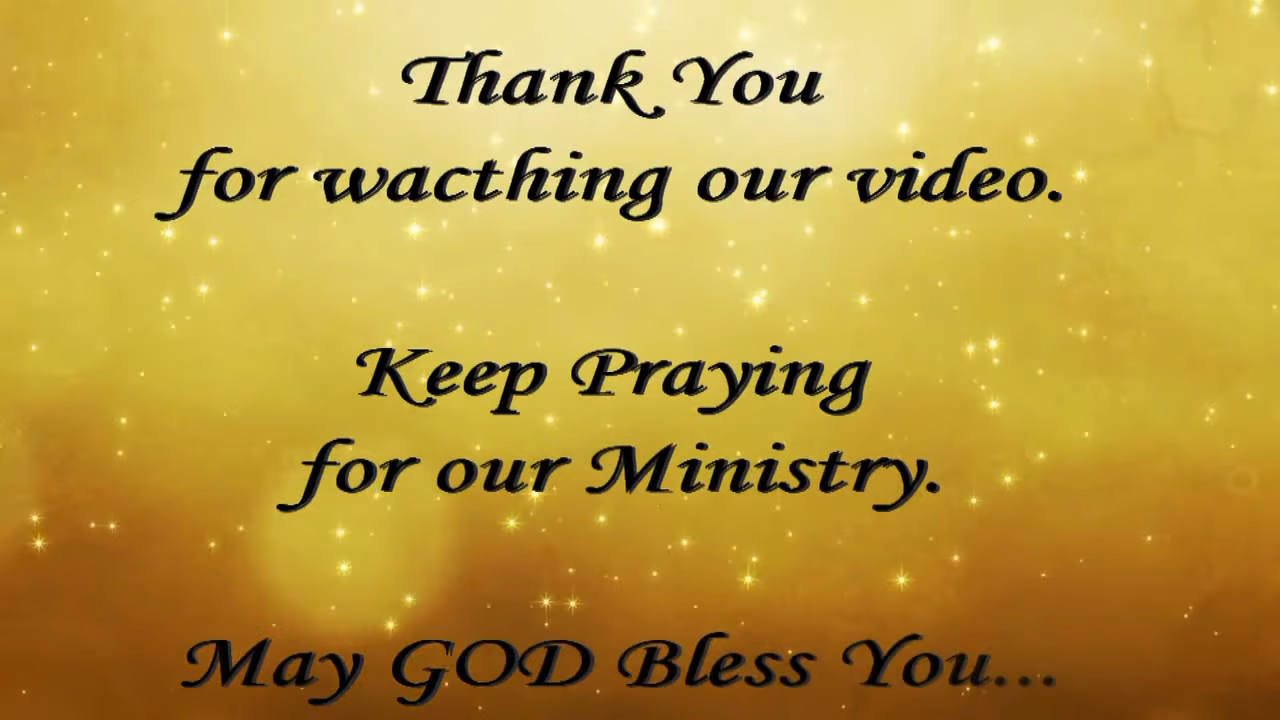 Thank You
for wacthing our video.
Keep Praying
for our Ministry.
May GOD Bless You...